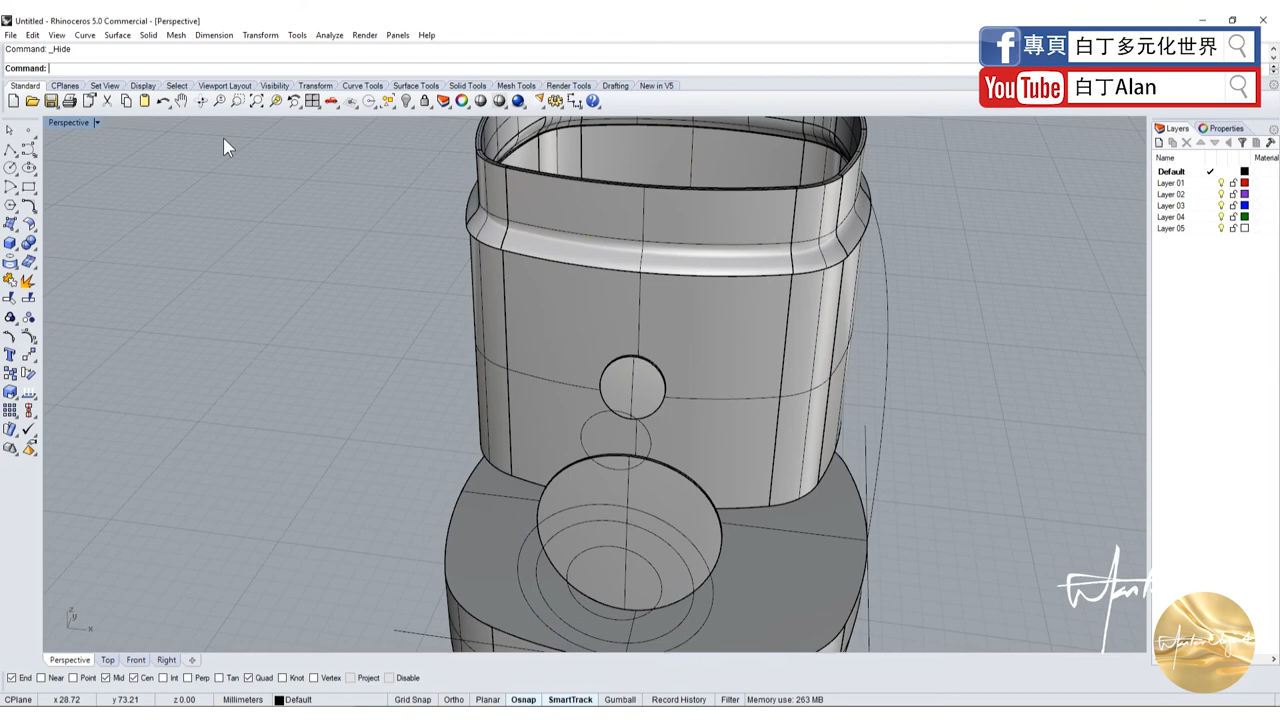 Untitled - Rhinoceros 5.0 Commercial - [Perspective]
File Edit View Curve Surface Solid Mesh Dimension Transform Tools Analyze Render Panels Help
Command: _Hide
Command:
專頁 白丁多元化世界
YouTube 白丁Alan
Standard CPlanes Set View Display Select Viewport Layout Visibility Transform Curve Tools Surface Tools Solid Tools Mesh Tools Render Tools Drafting New in V5
Perspective
Layers Properties
Name Material
Default
Layer 01
Layer 02
Layer 03
Layer 04
Layer 05
z
y
x
Perspective Top Front Right
End Near Point Mid Cen Int Perp Tan Quad Knot Vertex Project Disable
CPlane x 28.72 y 73.21 z 0.00 Millimeters Default Grid Snap Ortho Planar Osnap SmartTrack Gumball Record History Filter Memory use: 263 MB